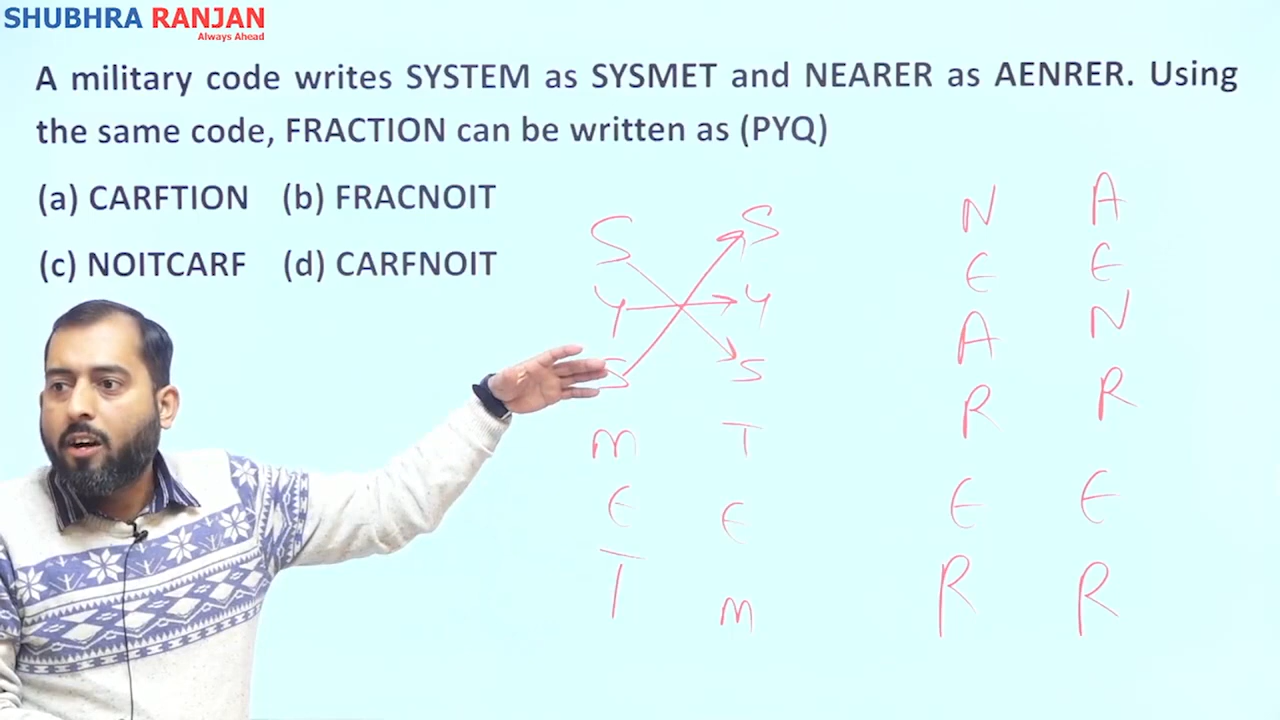 SHUBHRA RANJAN
Always Ahead
A military code writes SYSTEM as SYSMET and NEARER as AENRER. Using
the same code, FRACTION can be written as (PYQ)
(a) CARFTION (b) FRACNOIT
(c) NOITCARF (d) CARFNOIT
S S N A
Y Y E E
S S A N
M T R R
E E E E
T M R R